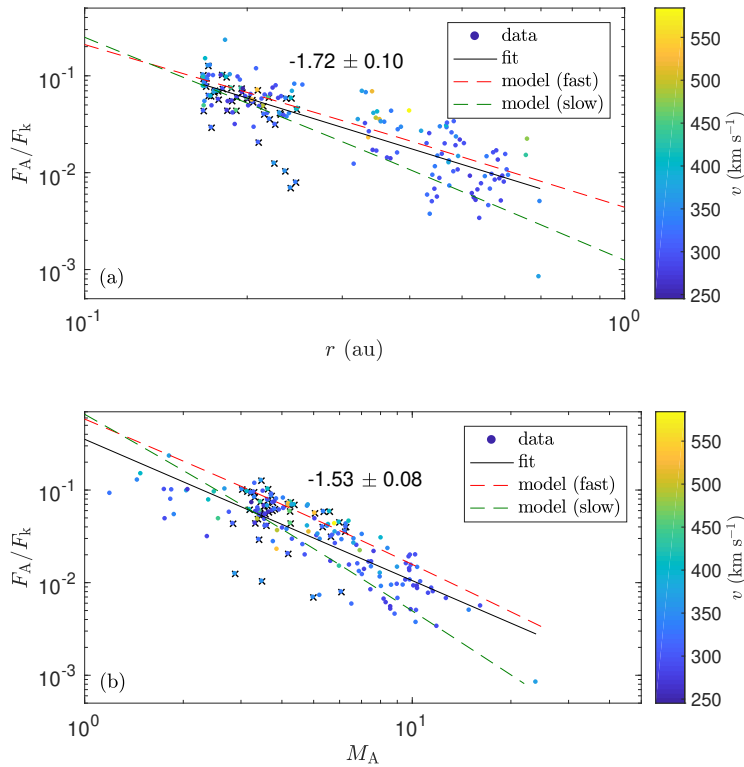 10⁻¹
10⁻²
10⁻³
F_A/F_k
-1.72 ± 0.10
data
fit
model (fast)
model (slow)
(a)
10⁻¹
10⁰
r (au)
550
500
450
400
350
300
250
v (km s⁻¹)
10⁻¹
10⁻²
10⁻³
F_A/F_k
-1.53 ± 0.08
data
fit
model (fast)
model (slow)
(b)
10⁰
10¹
M_A
550
500
450
400
350
300
250
v (km s⁻¹)